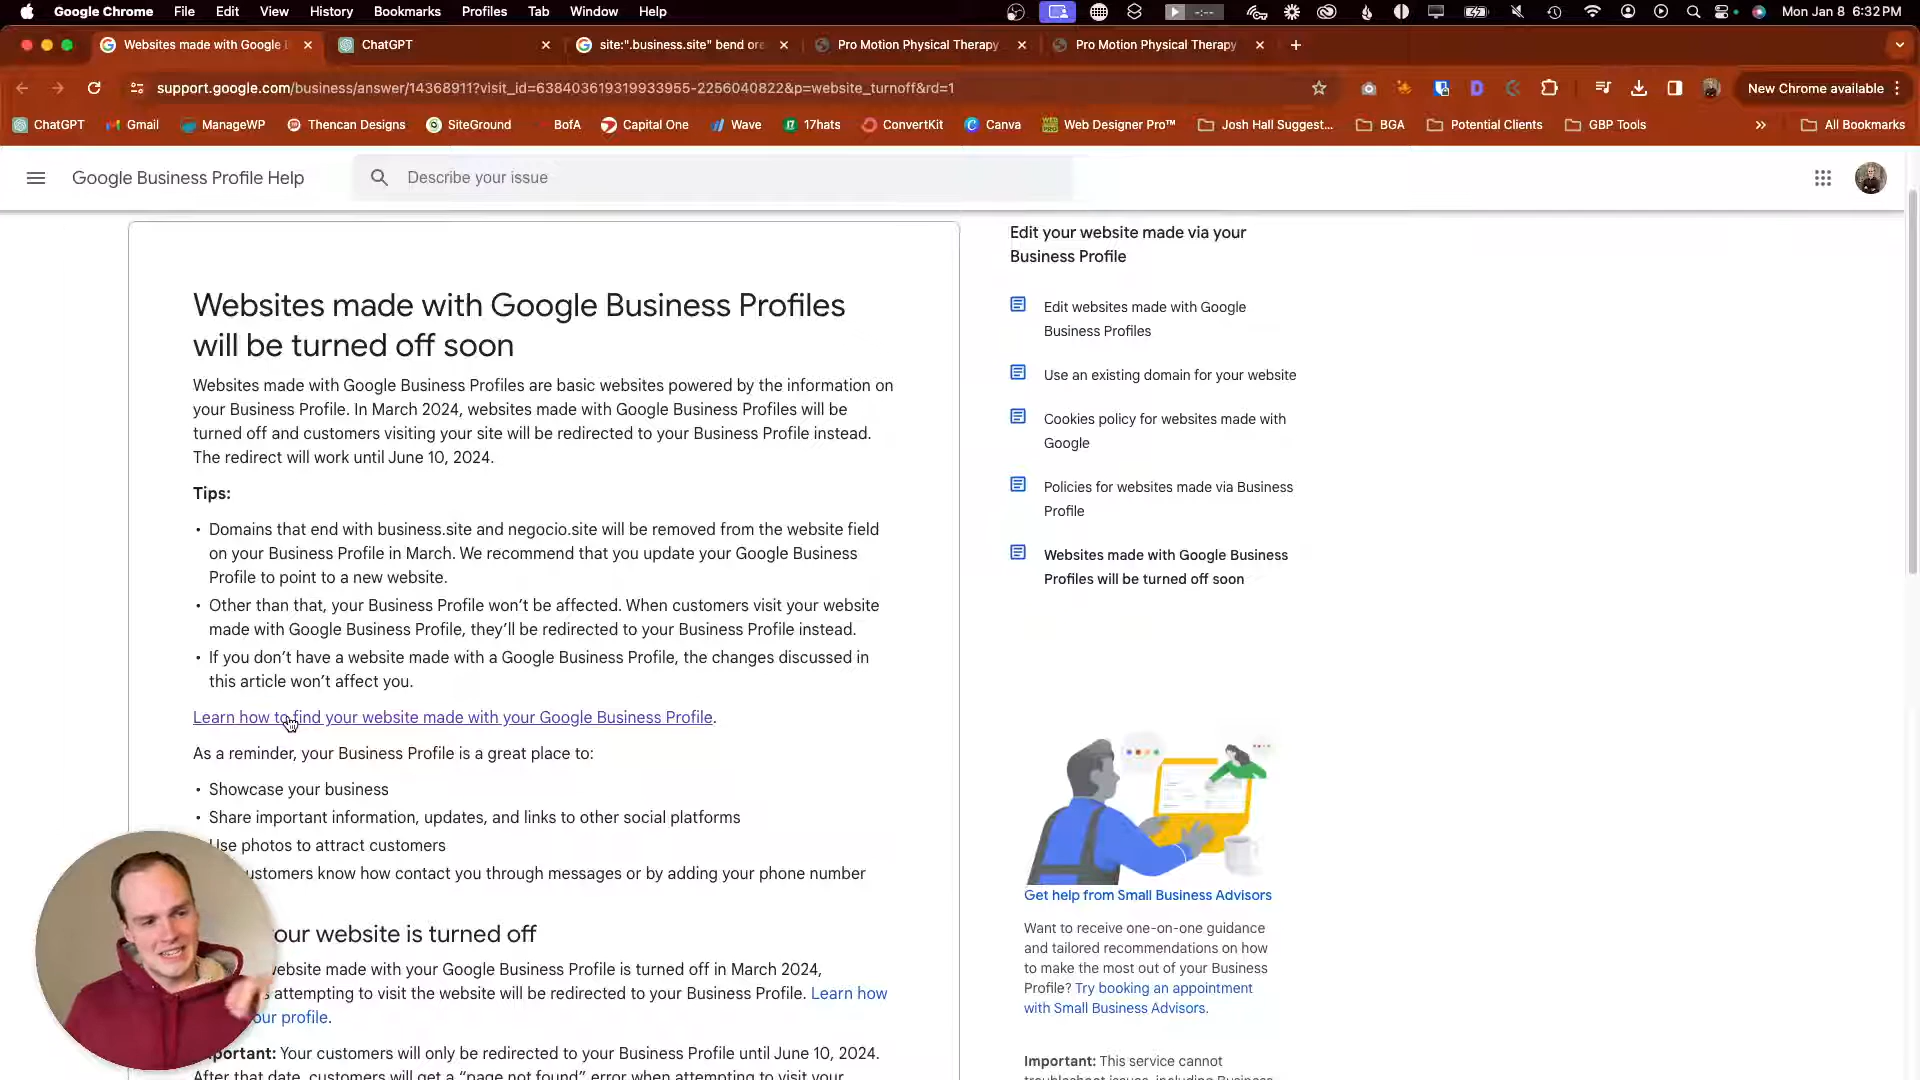 Google Chrome File Edit View History Bookmarks Profiles Tab Window Help
Mon Jan 8 6:32 PM
Websites made with Google
ChatGPT
site:".business.site" bend ore
Pro Motion Physical Therapy
Pro Motion Physical Therapy
support.google.com/business/answer/14368911?visit_id=638403619319933955-2256040822&p=website_turnoff&rd=1
New Chrome available
ChatGPT Gmail ManageWP Thencan Designs SiteGround BofA Capital One Wave 17hats ConvertKit Canva Web Designer Pro™ Josh Hall Suggest... BGA Potential Clients GBP Tools » All Bookmarks
Google Business Profile Help
Describe your issue
Websites made with Google Business Profiles
will be turned off soon
Websites made with Google Business Profiles are basic websites powered by the information on
your Business Profile. In March 2024, websites made with Google Business Profiles will be
turned off and customers visiting your site will be redirected to your Business Profile instead.
The redirect will work until June 10, 2024.
Tips:
• Domains that end with business.site and negocio.site will be removed from the website field
on your Business Profile in March. We recommend that you update your Google Business
Profile to point to a new website.
• Other than that, your Business Profile won't be affected. When customers visit your website
made with Google Business Profile, they'll be redirected to your Business Profile instead.
• If you don't have a website made with a Google Business Profile, the changes discussed in
this article won't affect you.
Learn how to find your website made with your Google Business Profile.
As a reminder, your Business Profile is a great place to:
• Showcase your business
• Share important information, updates, and links to other social platforms
Use photos to attract customers
ustomers know how contact you through messages or by adding your phone number
our website is turned off
ebsite made with your Google Business Profile is turned off in March 2024,
s attempting to visit the website will be redirected to your Business Profile. Learn how
our profile.
portant: Your customers will only be redirected to your Business Profile until June 10, 2024.
After that date, customers will get a "page not found" error when attempting to visit your
Edit your website made via your
Business Profile
Edit websites made with Google
Business Profiles
Use an existing domain for your website
Cookies policy for websites made with
Google
Policies for websites made via Business
Profile
Websites made with Google Business
Profiles will be turned off soon
Get help from Small Business Advisors
Want to receive one-on-one guidance
and tailored recommendations on how
to make the most out of your Business
Profile? Try booking an appointment
with Small Business Advisors.
Important: This service cannot
troubleshoot issues, including Business